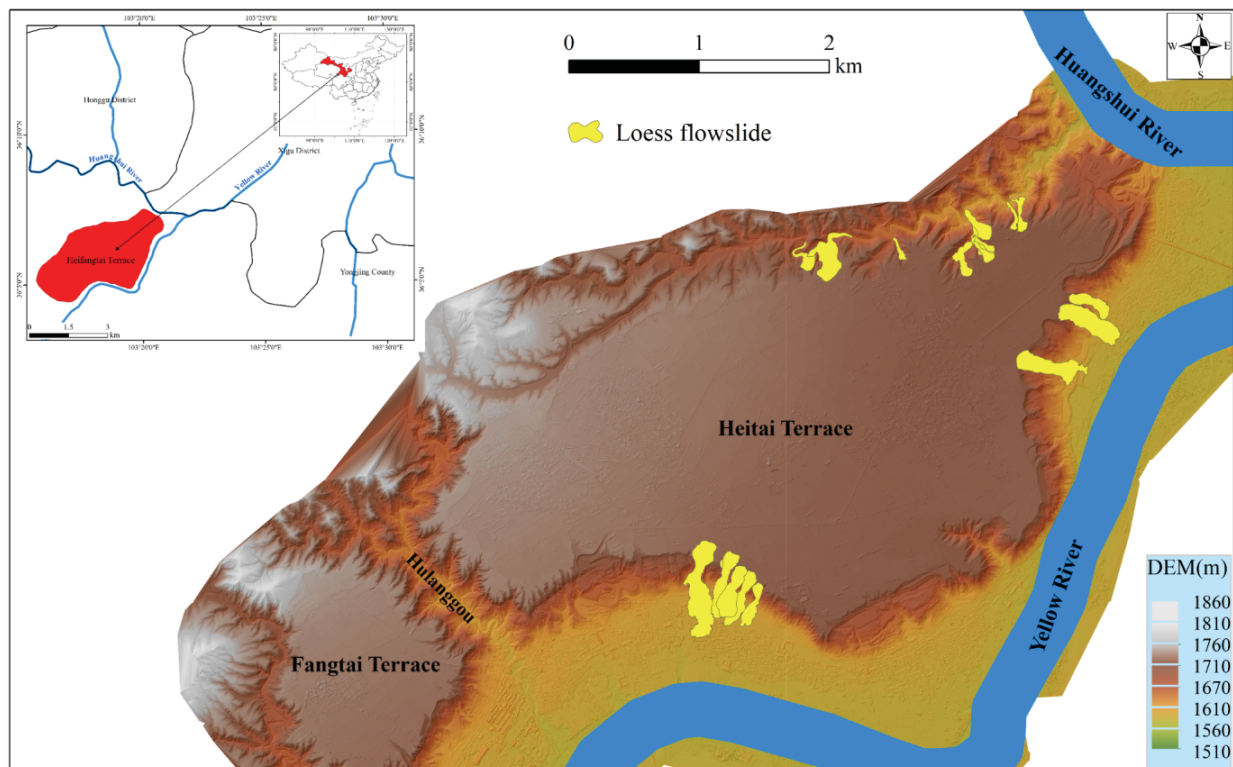 103°20'0"E
103°25'0"E
103°30'0"E
Honggu District
Huangshui River
36°10'0"N
36°10'0"N
Xigu District
Yellow River
Heifangtai Terrace
Yongjing County
36°5'0"N
36°5'0"N
0 1.5 3
km
103°20'0"E
103°25'0"E
103°30'0"E
0 1 2
km
Loess flowslide
N
W E
S
Huangshui River
Heitai Terrace
Hulanggou
Fangtai Terrace
Yellow River
DEM(m)
1860
1810
1760
1710
1670
1610
1560
1510